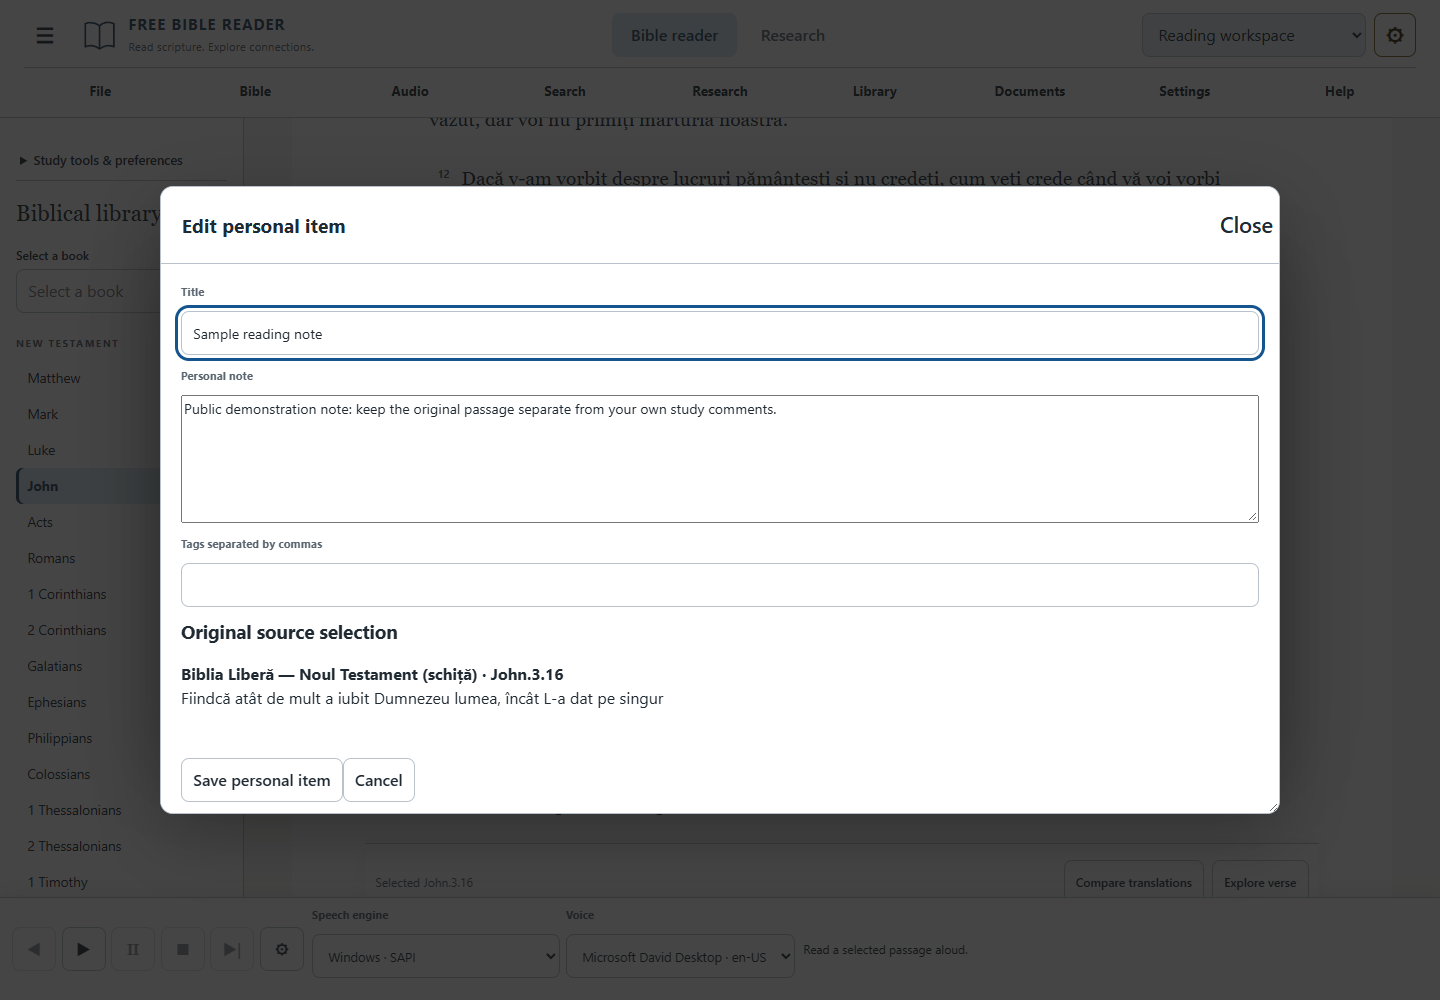 FREE BIBLE READER
Read scripture. Explore connections.
Bible reader
Research
Reading workspace
File
Bible
Audio
Search
Research
Library
Documents
Settings
Help
văzut, dar voi nu primiți mărturia noastră.
Study tools & preferences
12 Dacă v-am vorbit despre lucruri pământești și nu credeți, cum veți crede când vă voi vorbi
Biblical library
Select a book
Select a book
NEW TESTAMENT
Matthew
Mark
Luke
John
Acts
Romans
1 Corinthians
2 Corinthians
Galatians
Ephesians
Philippians
Colossians
1 Thessalonians
2 Thessalonians
1 Timothy
Edit personal item
Close
Title
Sample reading note
Personal note
Public demonstration note: keep the original passage separate from your own study comments.
Tags separated by commas
Original source selection
Biblia Liberă — Noul Testament (schiță) · John.3.16
Fiindcă atât de mult a iubit Dumnezeu lumea, încât L-a dat pe singur
Save personal item
Cancel
Selected John.3.16
Compare translations
Explore verse
Speech engine
Windows · SAPI
Voice
Microsoft David Desktop · en-US
Read a selected passage aloud.